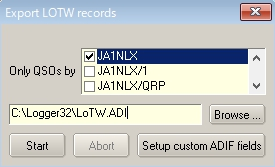 Export LOTW records
JA1NLX
Only QSOs by
JA1NLX/1
JA1NLX/QRP
C:\Logger32\LoTW.ADI
Browse ...
Start
Abort
Setup custom ADIF fields